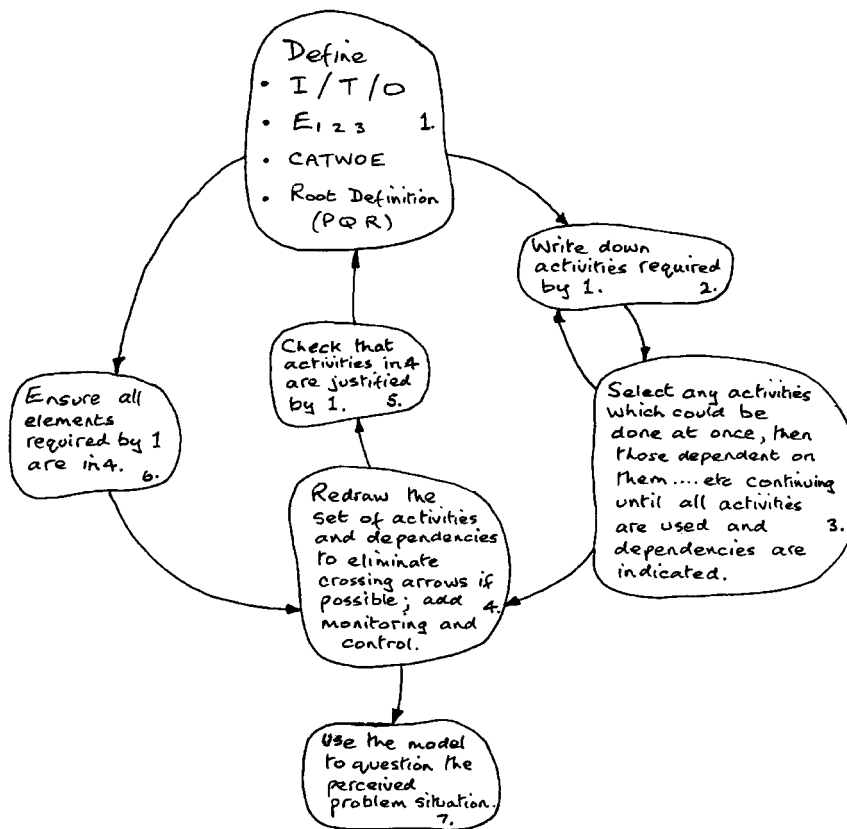 Define
• I/T/O
• E1 2 3 1.
• CATWOE
• Root Definition
(PQR)
Write down
activities required
by 1. 2.
Select any activities
which could be
done at once, then
those dependent on
them .... etc continuing
until all activities
are used and 3.
dependencies are
indicated.
Redraw the
set of activities
and dependencies
to eliminate
crossing arrows if
possible; add 4.
monitoring and
control.
Check that
activities in 4
are justified
by 1. 5.
Ensure all
elements
required by 1
are in 4. 6.
Use the model
to question the
perceived
problem situation.
7.